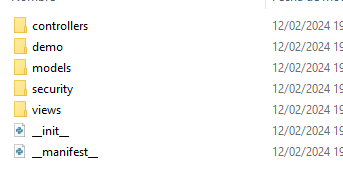 controllers 12/02/2024 19
demo 12/02/2024 19
models 12/02/2024 19
security 12/02/2024 19
views 12/02/2024 19
__init__ 12/02/2024 19
__manifest__ 12/02/2024 19